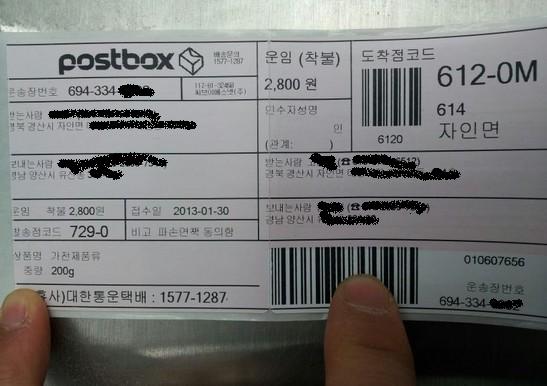 postbox
배송문의
1577-1287
운송장번호 694-334
받는사람
경북 경산시 자인면
보내는사람
경남 양산시
운임 착불 2,800원 접수일 2013-01-30
발송점코드 729-0 비고 파손면책 동의함
상품명 가전제품류
중량 200g
대한통운택배 : 1577-1287
운임 (착불)
2,800 원
인수자성명
인
(관계: )
도착점코드
6120
612-0M
614
자인면
받는사람
경북 경산시 자인면
보내는사람
경남 양산시
010607656
운송장번호
694-334-